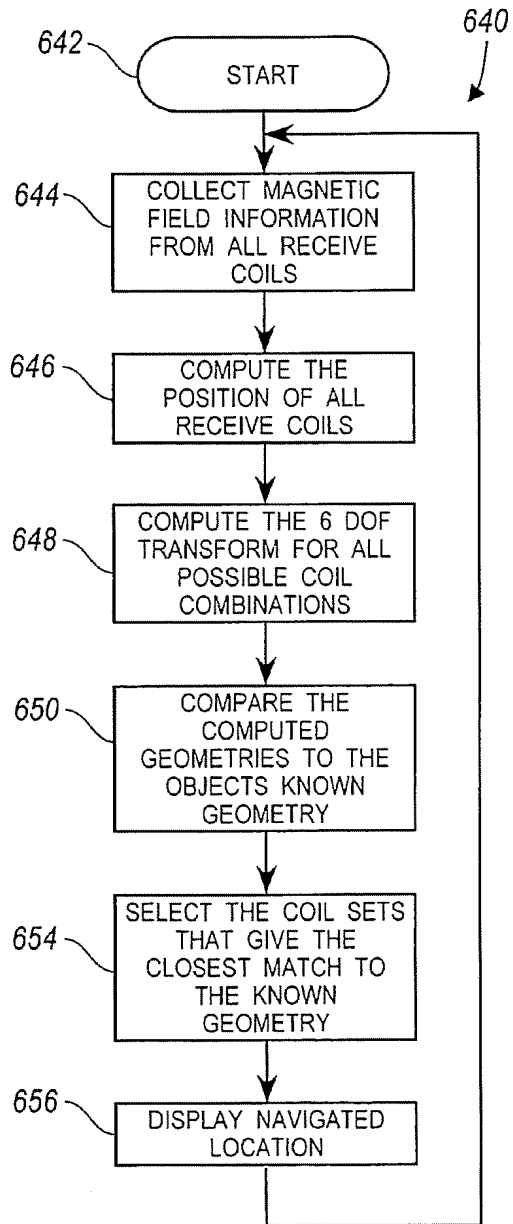 640
642
START
644
COLLECT MAGNETIC
FIELD INFORMATION
FROM ALL RECEIVE
COILS
646
COMPUTE THE
POSITION OF ALL
RECEIVE COILS
648
COMPUTE THE 6 DOF
TRANSFORM FOR ALL
POSSIBLE COIL
COMBINATIONS
650
COMPARE THE
COMPUTED
GEOMETRIES TO THE
OBJECTS KNOWN
GEOMETRY
654
SELECT THE COIL SETS
THAT GIVE THE
CLOSEST MATCH TO
THE KNOWN
GEOMETRY
656
DISPLAY NAVIGATED
LOCATION